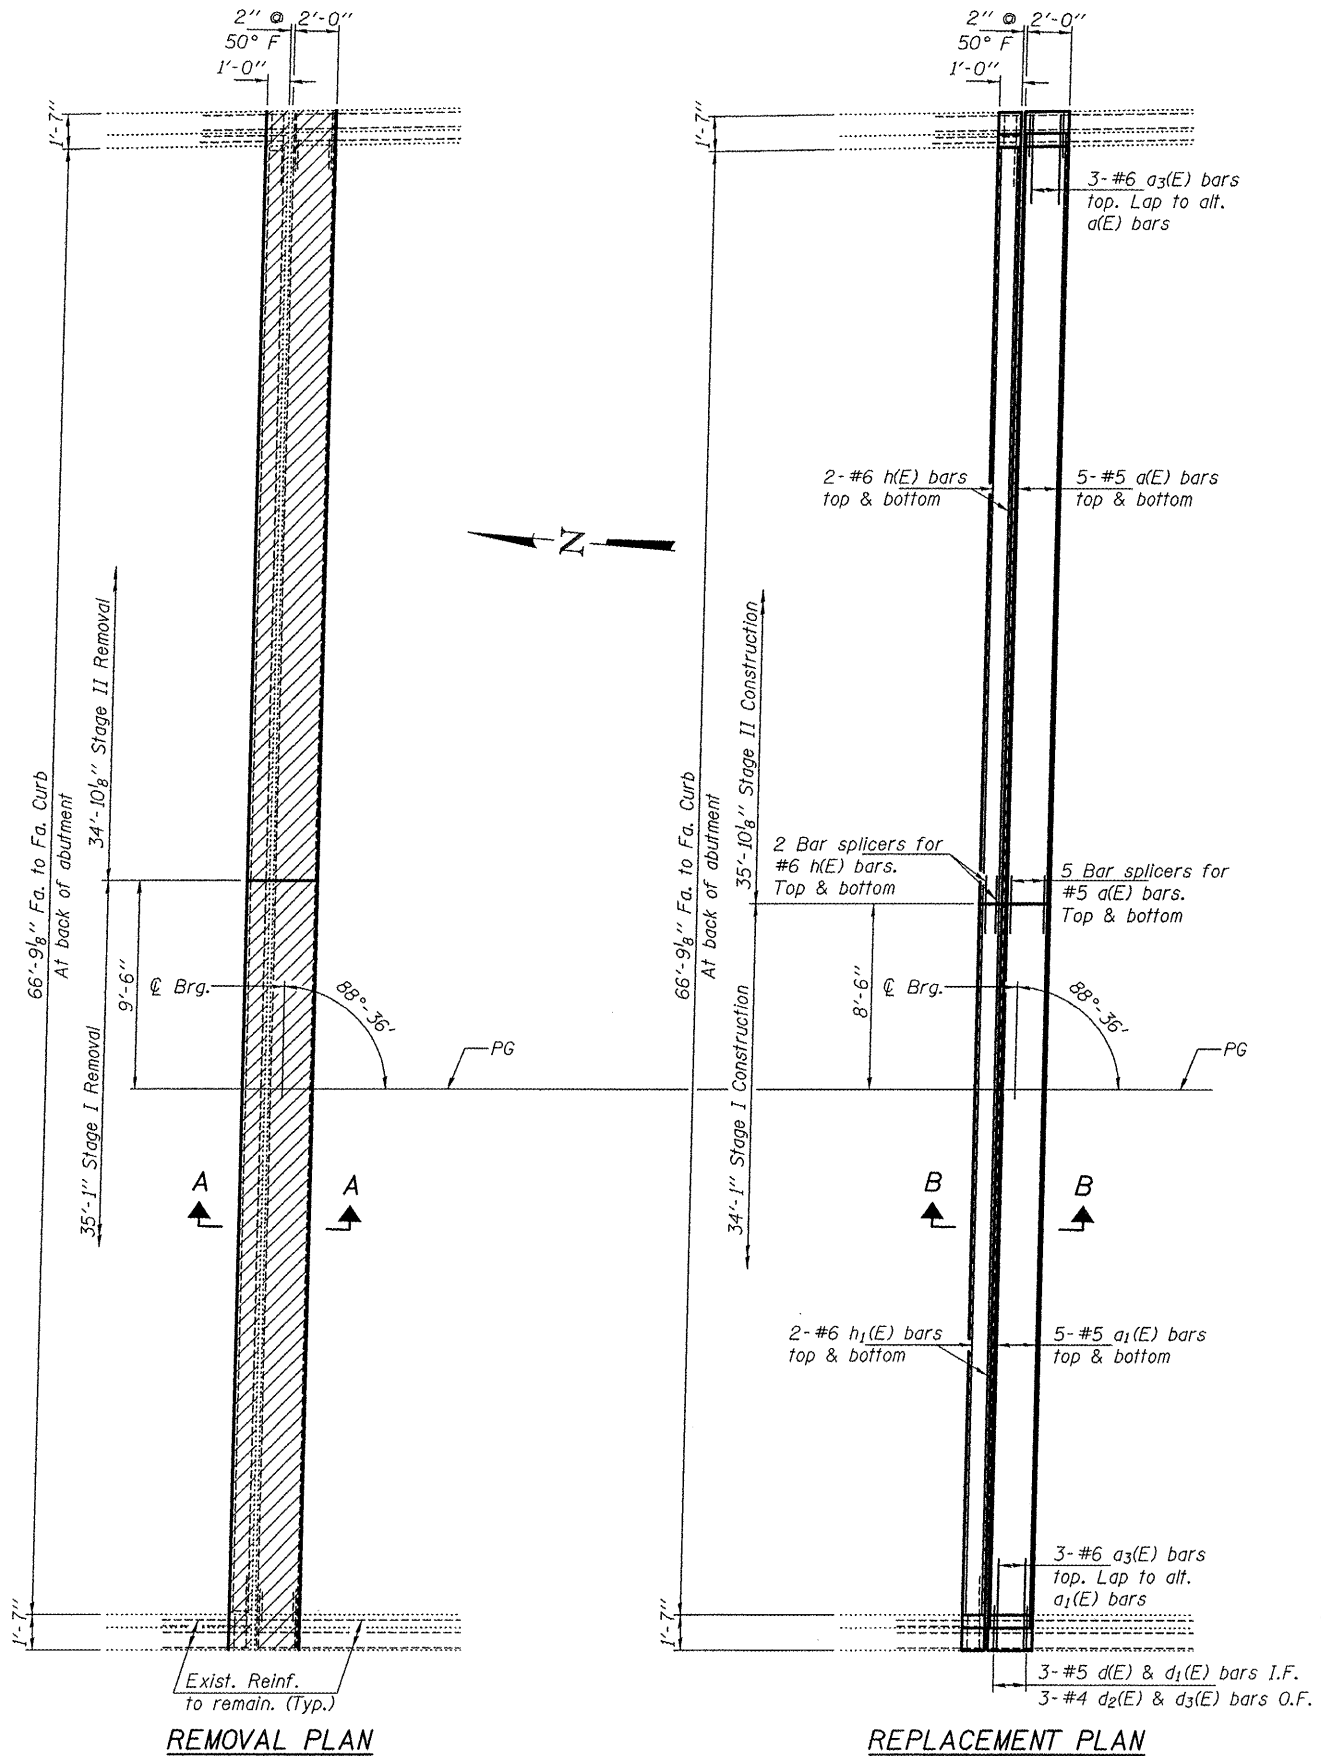 2" @ 2'-0"
50° F
1'-0"
1'-7"
66'-9⅛" Fa. to Fa. Curb
At back of abutment
34'-10⅛" Stage II Removal
9'-6"
℄ Brg.
88°-36'
35'-1" Stage I Removal
PG
A A
1'-7"
Exist. Reinf.
to remain. (Typ.)
REMOVAL PLAN
N
2" @ 2'-0"
50° F
1'-0"
1'-7"
3-#6 a3(E) bars
top. Lap to alt.
a(E) bars
2-#6 h(E) bars
top & bottom
5-#5 a(E) bars
top & bottom
66'-9⅛" Fa. to Fa. Curb
At back of abutment
35'-10⅛" Stage II Construction
2 Bar splicers for
#6 h(E) bars.
Top & bottom
5 Bar splicers for
#5 a(E) bars.
Top & bottom
8'-6"
℄ Brg.
88°-36'
34'-1" Stage I Construction
PG
B B
2-#6 h1(E) bars
top & bottom
5-#5 a1(E) bars
top & bottom
3-#6 a3(E) bars
top. Lap to alt.
a1(E) bars
1'-7"
3-#5 d(E) & d1(E) bars I.F.
3-#4 d2(E) & d3(E) bars O.F.
REPLACEMENT PLAN